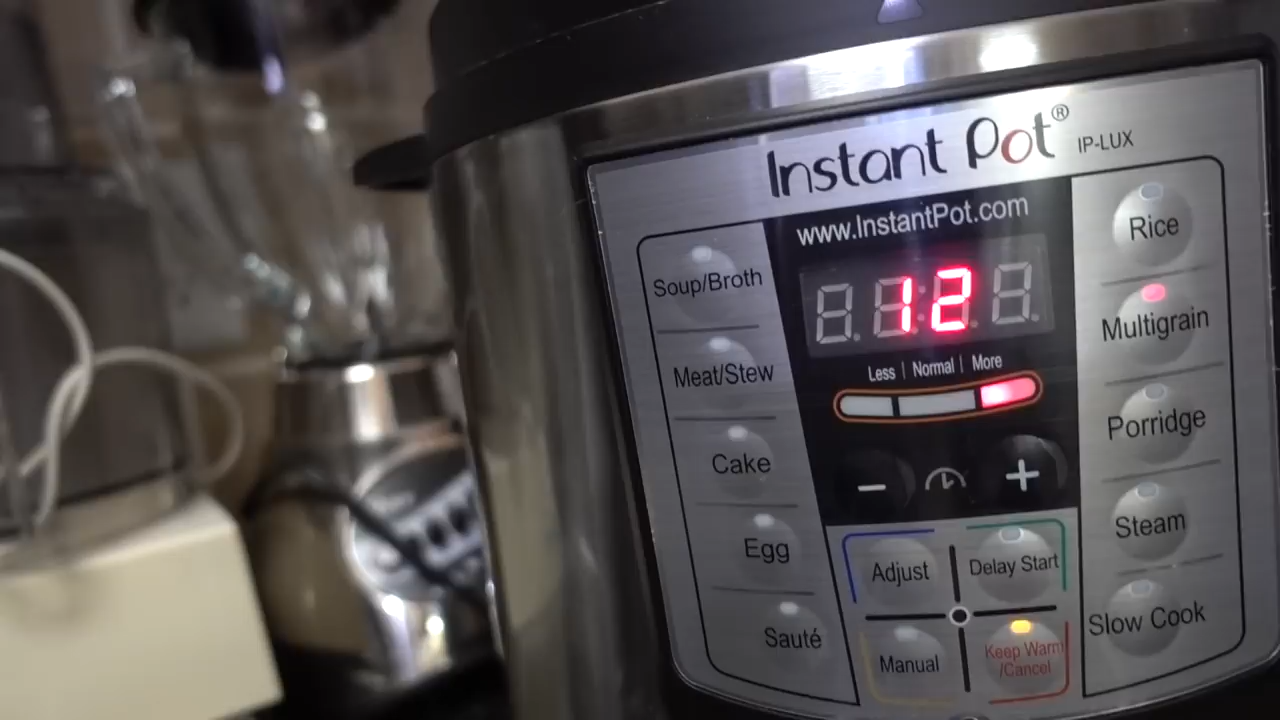 Instant Pot® IP-LUX
www.InstantPot.com
12
Less | Normal | More
- +
Soup/Broth
Meat/Stew
Cake
Egg
Sauté
Rice
Multigrain
Porridge
Steam
Slow Cook
Adjust
Delay Start
Manual
Keep Warm
/Cancel